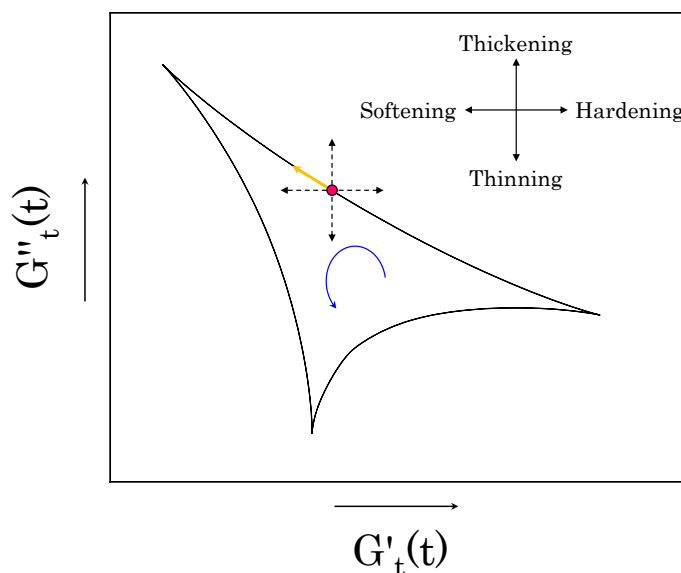 Thickening
Softening
Hardening
Thinning
G''t(t)
G't(t)